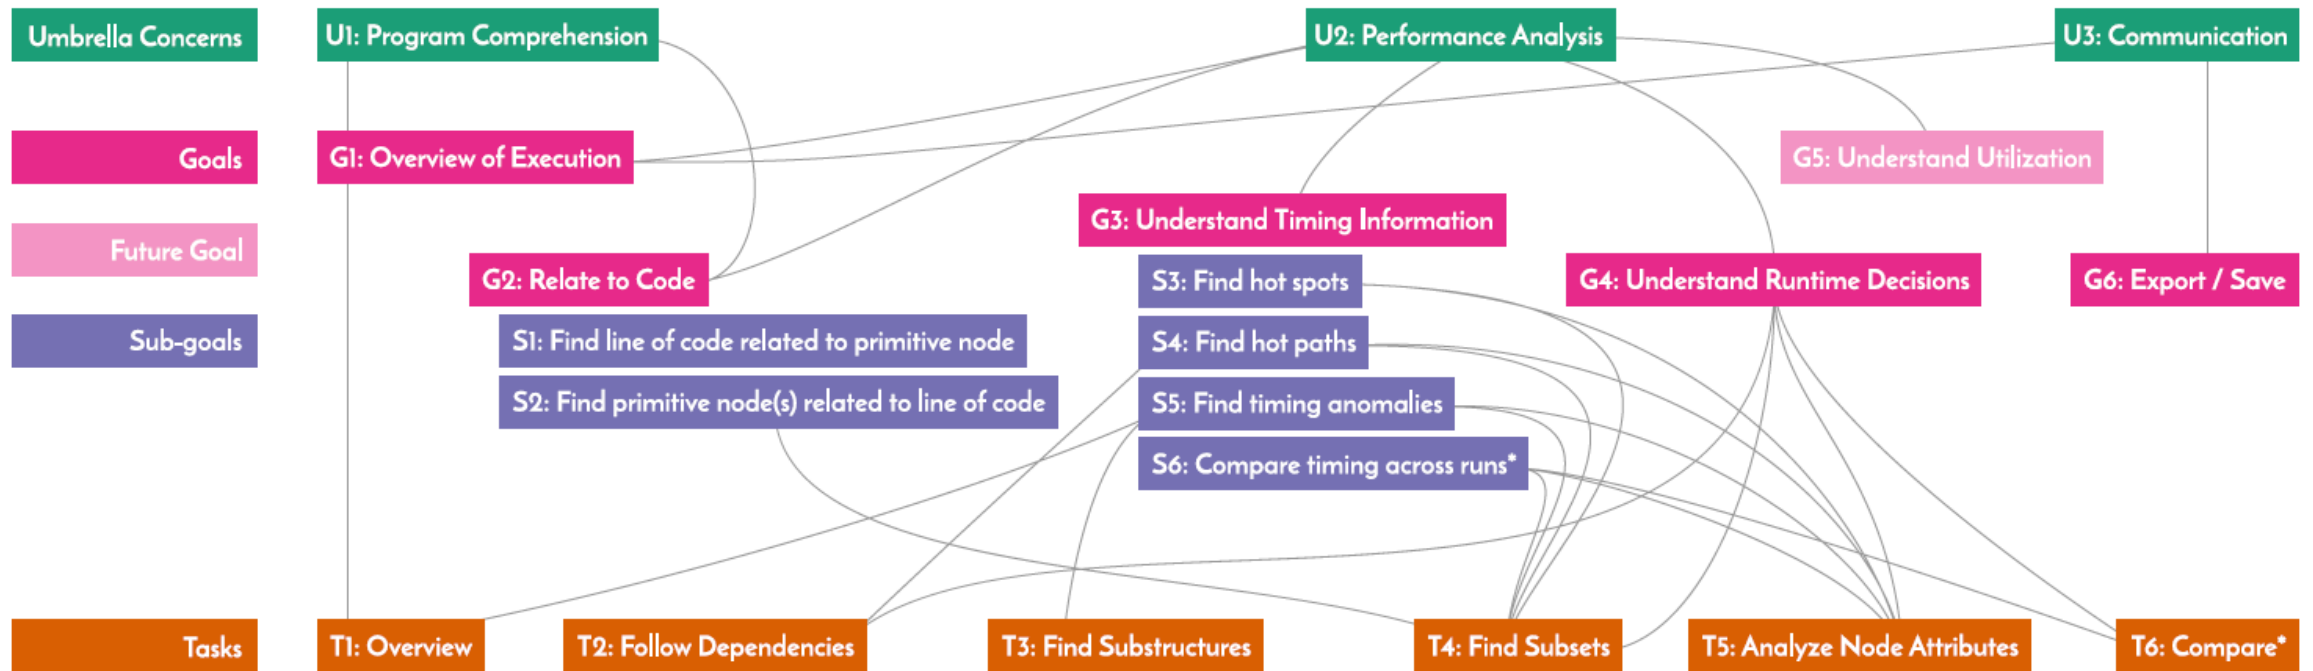 Umbrella Concerns
U1: Program Comprehension
U2: Performance Analysis
U3: Communication
Goals
G1: Overview of Execution
G5: Understand Utilization
G3: Understand Timing Information
Future Goal
G2: Relate to Code
S3: Find hot spots
G4: Understand Runtime Decisions
G6: Export / Save
Sub-goals
S1: Find line of code related to primitive node
S4: Find hot paths
S2: Find primitive node(s) related to line of code
S5: Find timing anomalies
S6: Compare timing across runs*
Tasks
T1: Overview
T2: Follow Dependencies
T3: Find Substructures
T4: Find Subsets
T5: Analyze Node Attributes
T6: Compare*